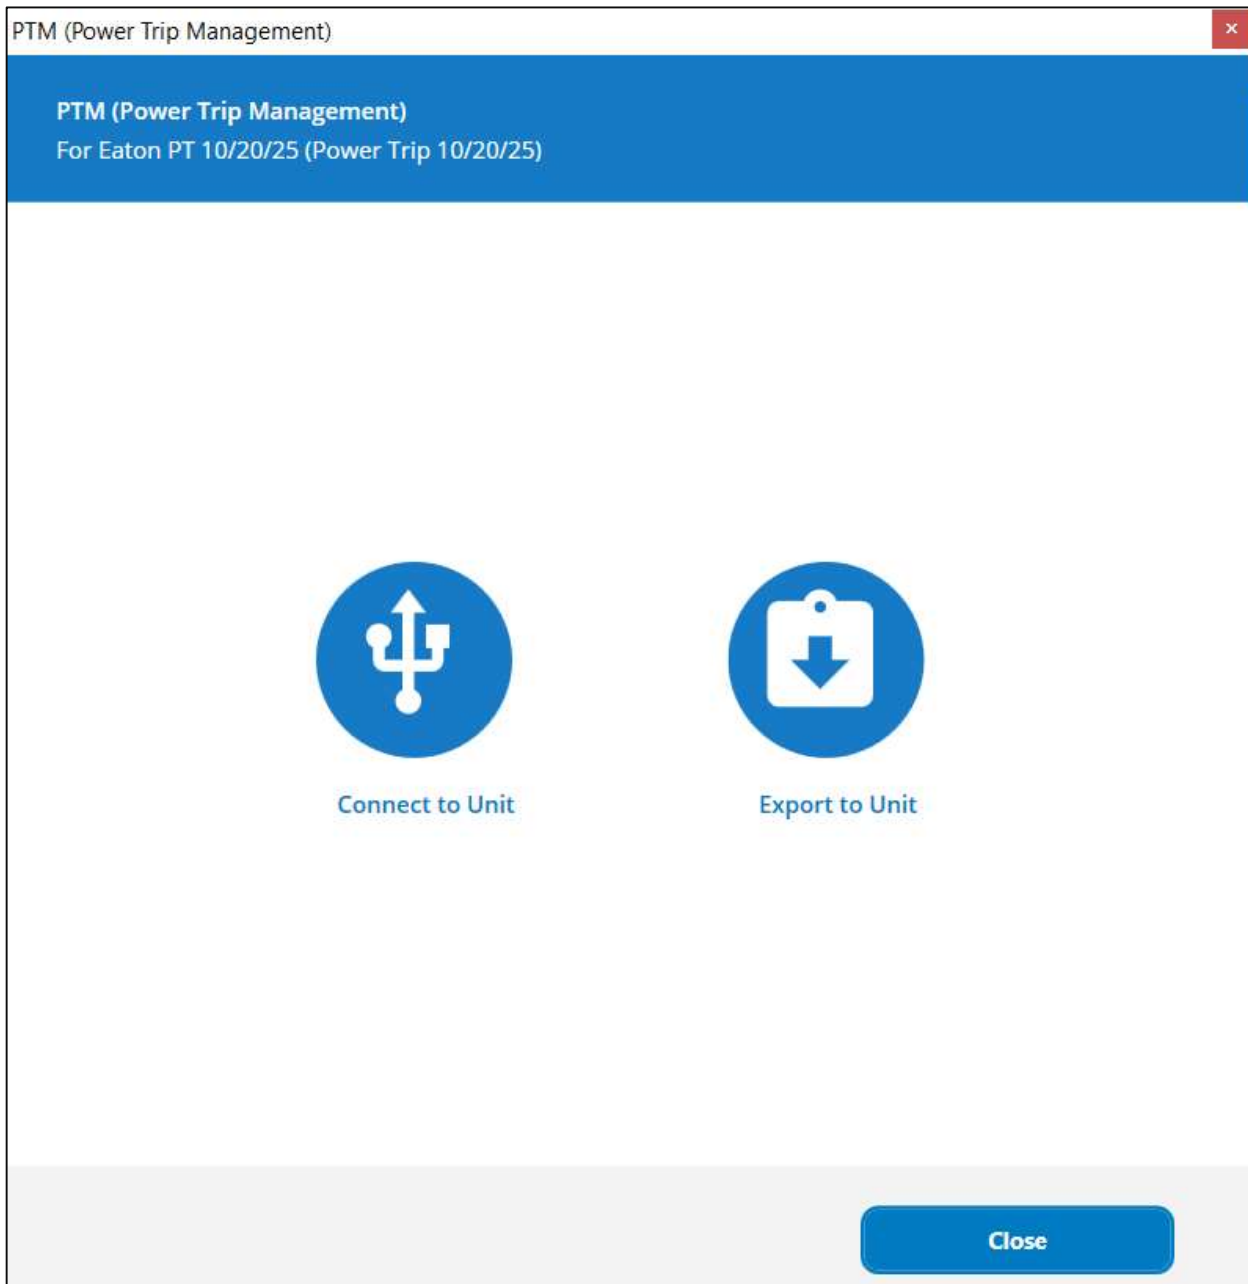 PTM (Power Trip Management)
PTM (Power Trip Management)
For Eaton PT 10/20/25 (Power Trip 10/20/25)
Connect to Unit
Export to Unit
Close